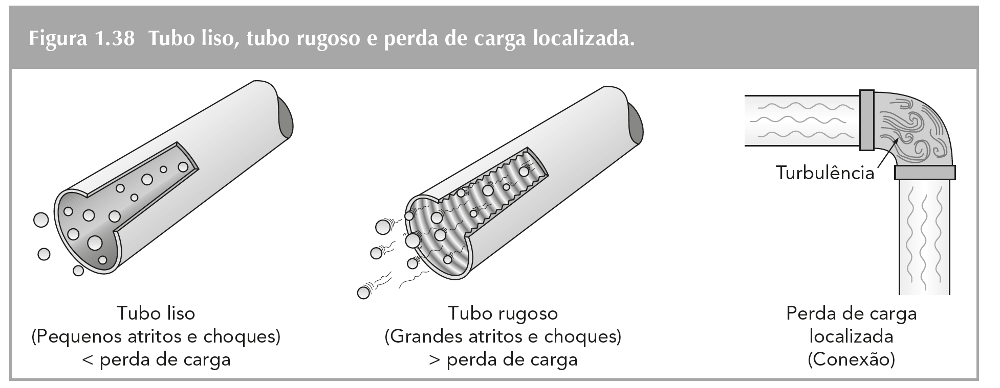 Figura 1.38 Tubo liso, tubo rugoso e perda de carga localizada.
Turbulência
Tubo liso
(Pequenos atritos e choques)
< perda de carga
Tubo rugoso
(Grandes atritos e choques)
> perda de carga
Perda de carga
localizada
(Conexão)